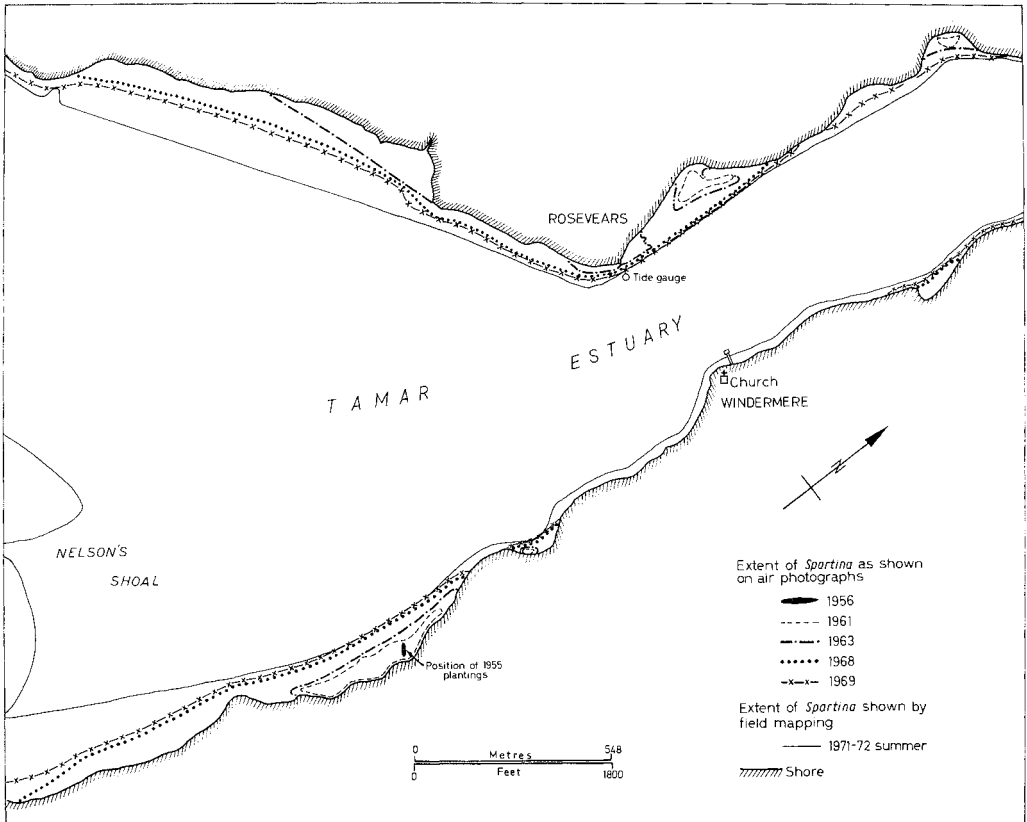 ROSEVEARS
Tide gauge
TAMAR ESTUARY
Church
WINDERMERE
N
NELSON'S
SHOAL
Position of 1955
plantings
Extent of Spartina as shown
on air photographs
1956
1961
1963
1968
1969
Extent of Spartina shown by
field mapping
1971-72 summer
Shore
0 Metres 548
0 Feet 1800